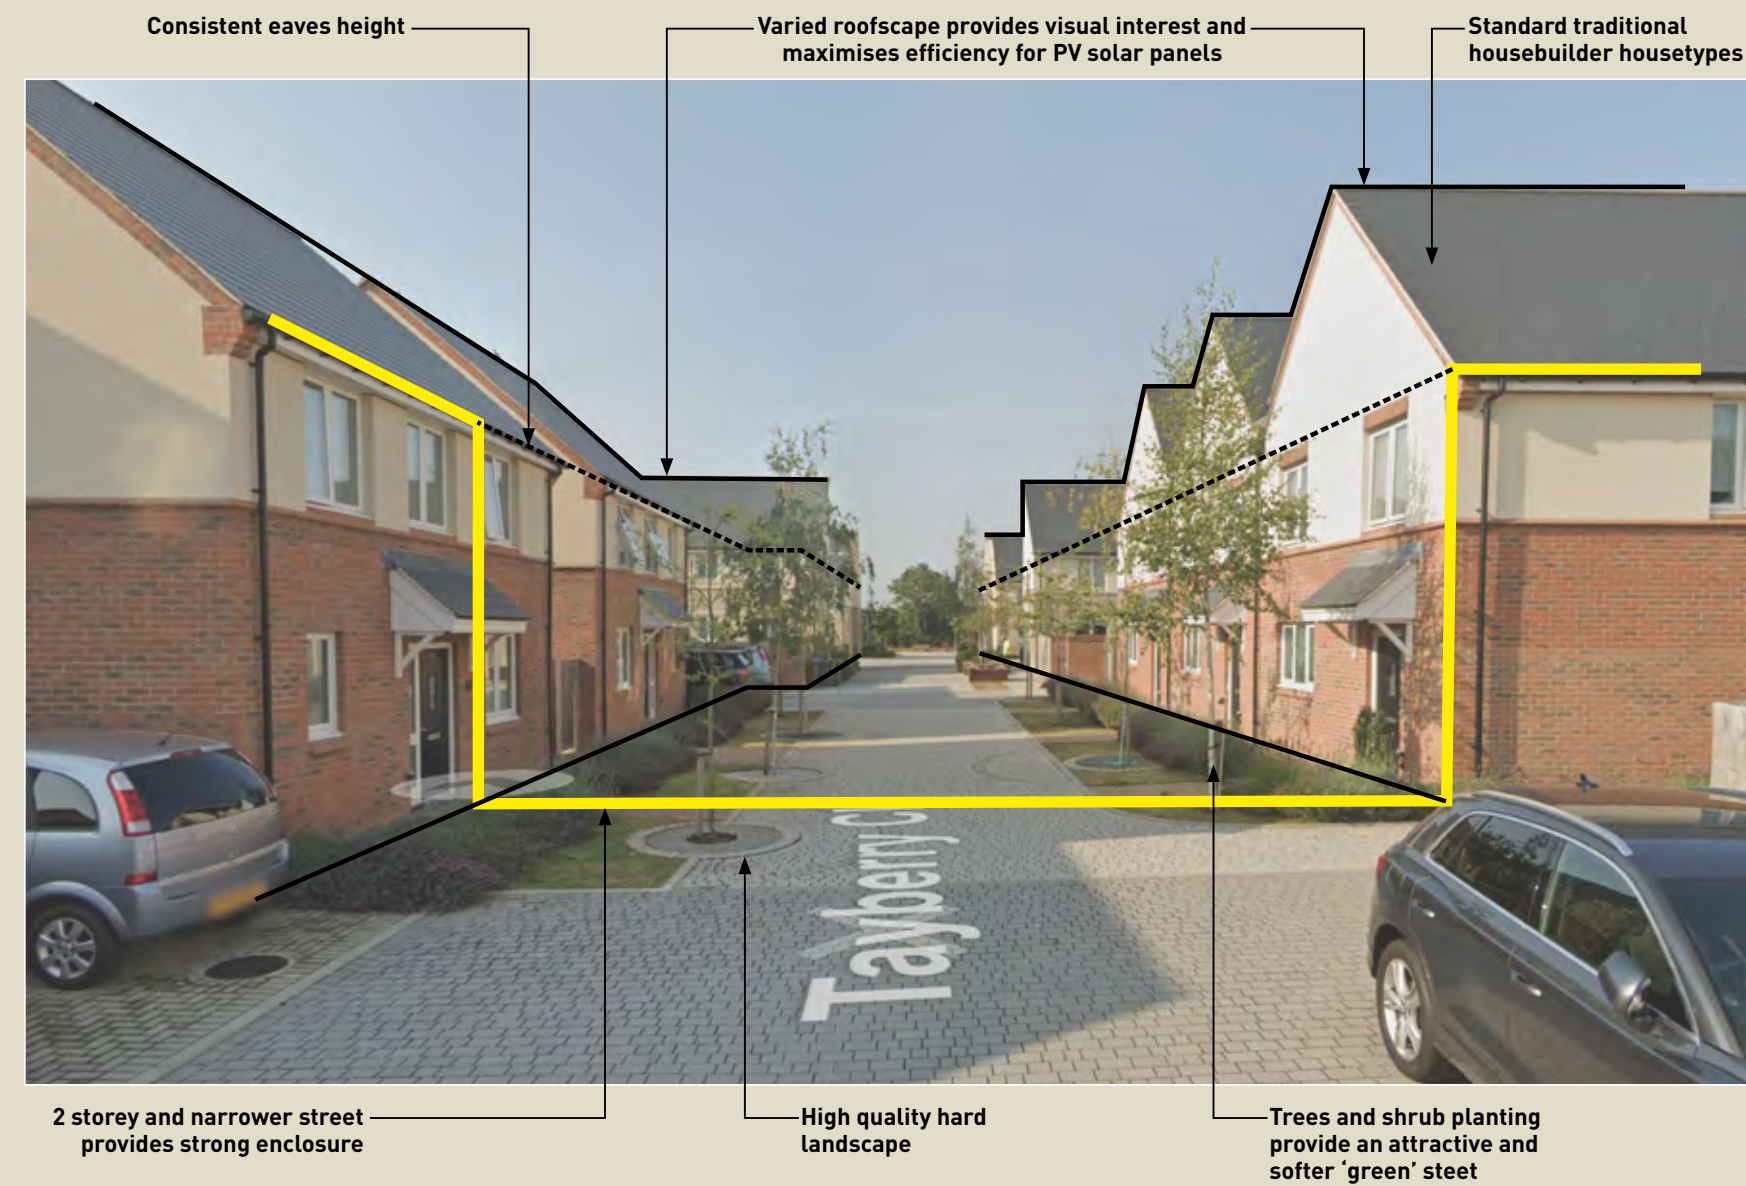 Consistent eaves height
Varied roofscape provides visual interest and
maximises efficiency for PV solar panels
Standard traditional
housebuilder housetypes
Tayberry C
2 storey and narrower street
provides strong enclosure
High quality hard
landscape
Trees and shrub planting
provide an attractive and
softer ‘green’ steet